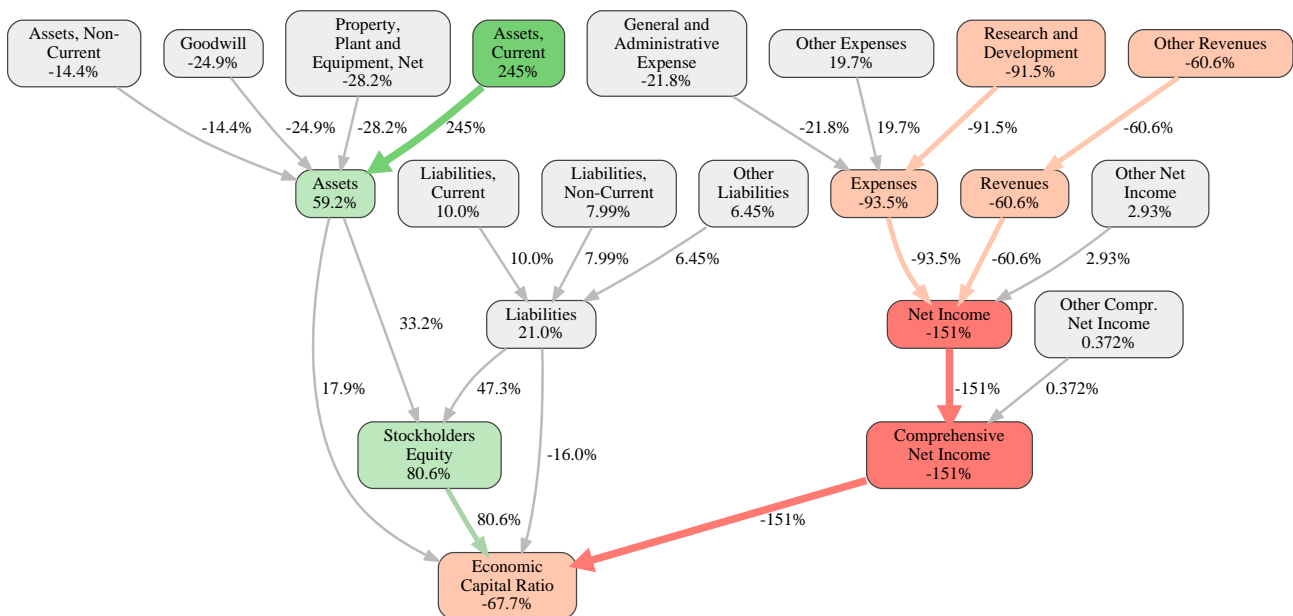 Assets, Non-
Current
-14.4%
Goodwill
-24.9%
Property,
Plant and
Equipment, Net
-28.2%
Assets,
Current
245%
General and
Administrative
Expense
-21.8%
Other Expenses
19.7%
Research and
Development
-91.5%
Other Revenues
-60.6%
-14.4%
-24.9%
-28.2%
245%
-21.8%
19.7%
-91.5%
-60.6%
Assets
59.2%
Liabilities,
Current
10.0%
Liabilities,
Non-Current
7.99%
Other
Liabilities
6.45%
Expenses
-93.5%
Revenues
-60.6%
Other Net
Income
2.93%
10.0%
7.99%
6.45%
-93.5%
-60.6%
2.93%
Liabilities
21.0%
Net Income
-151%
Other Compr.
Net Income
0.372%
33.2%
17.9%
47.3%
-151%
0.372%
Stockholders
Equity
80.6%
-16.0%
Comprehensive
Net Income
-151%
80.6%
-151%
Economic
Capital Ratio
-67.7%